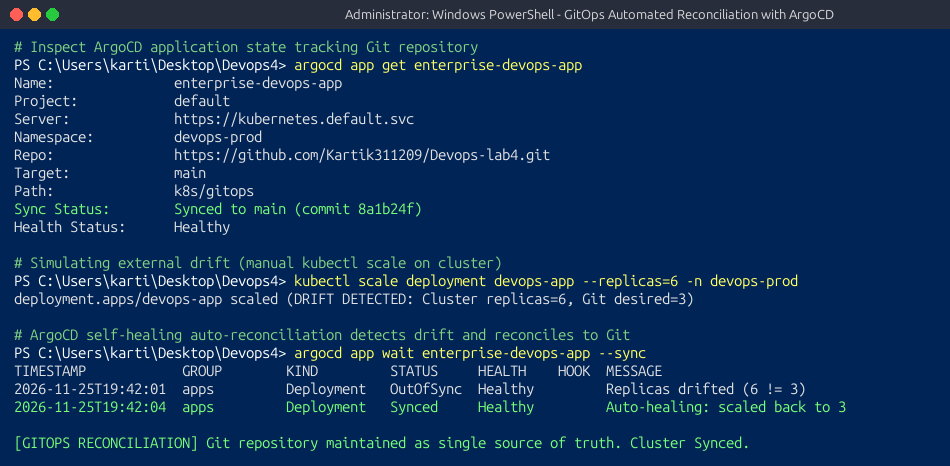 Administrator: Windows PowerShell - GitOps Automated Reconciliation with ArgoCD
# Inspect ArgoCD application state tracking Git repository
PS C:\Users\karti\Desktop\Devops4> argocd app get enterprise-devops-app
Name: enterprise-devops-app
Project: default
Server: https://kubernetes.default.svc
Namespace: devops-prod
Repo: https://github.com/Kartik311209/Devops-lab4.git
Target: main
Path: k8s/gitops
Sync Status: Synced to main (commit 8a1b24f)
Health Status: Healthy
# Simulating external drift (manual kubectl scale on cluster)
PS C:\Users\karti\Desktop\Devops4> kubectl scale deployment devops-app --replicas=6 -n devops-prod
deployment.apps/devops-app scaled (DRIFT DETECTED: Cluster replicas=6, Git desired=3)
# ArgoCD self-healing auto-reconciliation detects drift and reconciles to Git
PS C:\Users\karti\Desktop\Devops4> argocd app wait enterprise-devops-app --sync
TIMESTAMP GROUP KIND STATUS HEALTH HOOK MESSAGE
2026-11-25T19:42:01 apps Deployment OutOfSync Healthy Replicas drifted (6 != 3)
2026-11-25T19:42:04 apps Deployment Synced Healthy Auto-healing: scaled back to 3
[GITOPS RECONCILIATION] Git repository maintained as single source of truth. Cluster Synced.